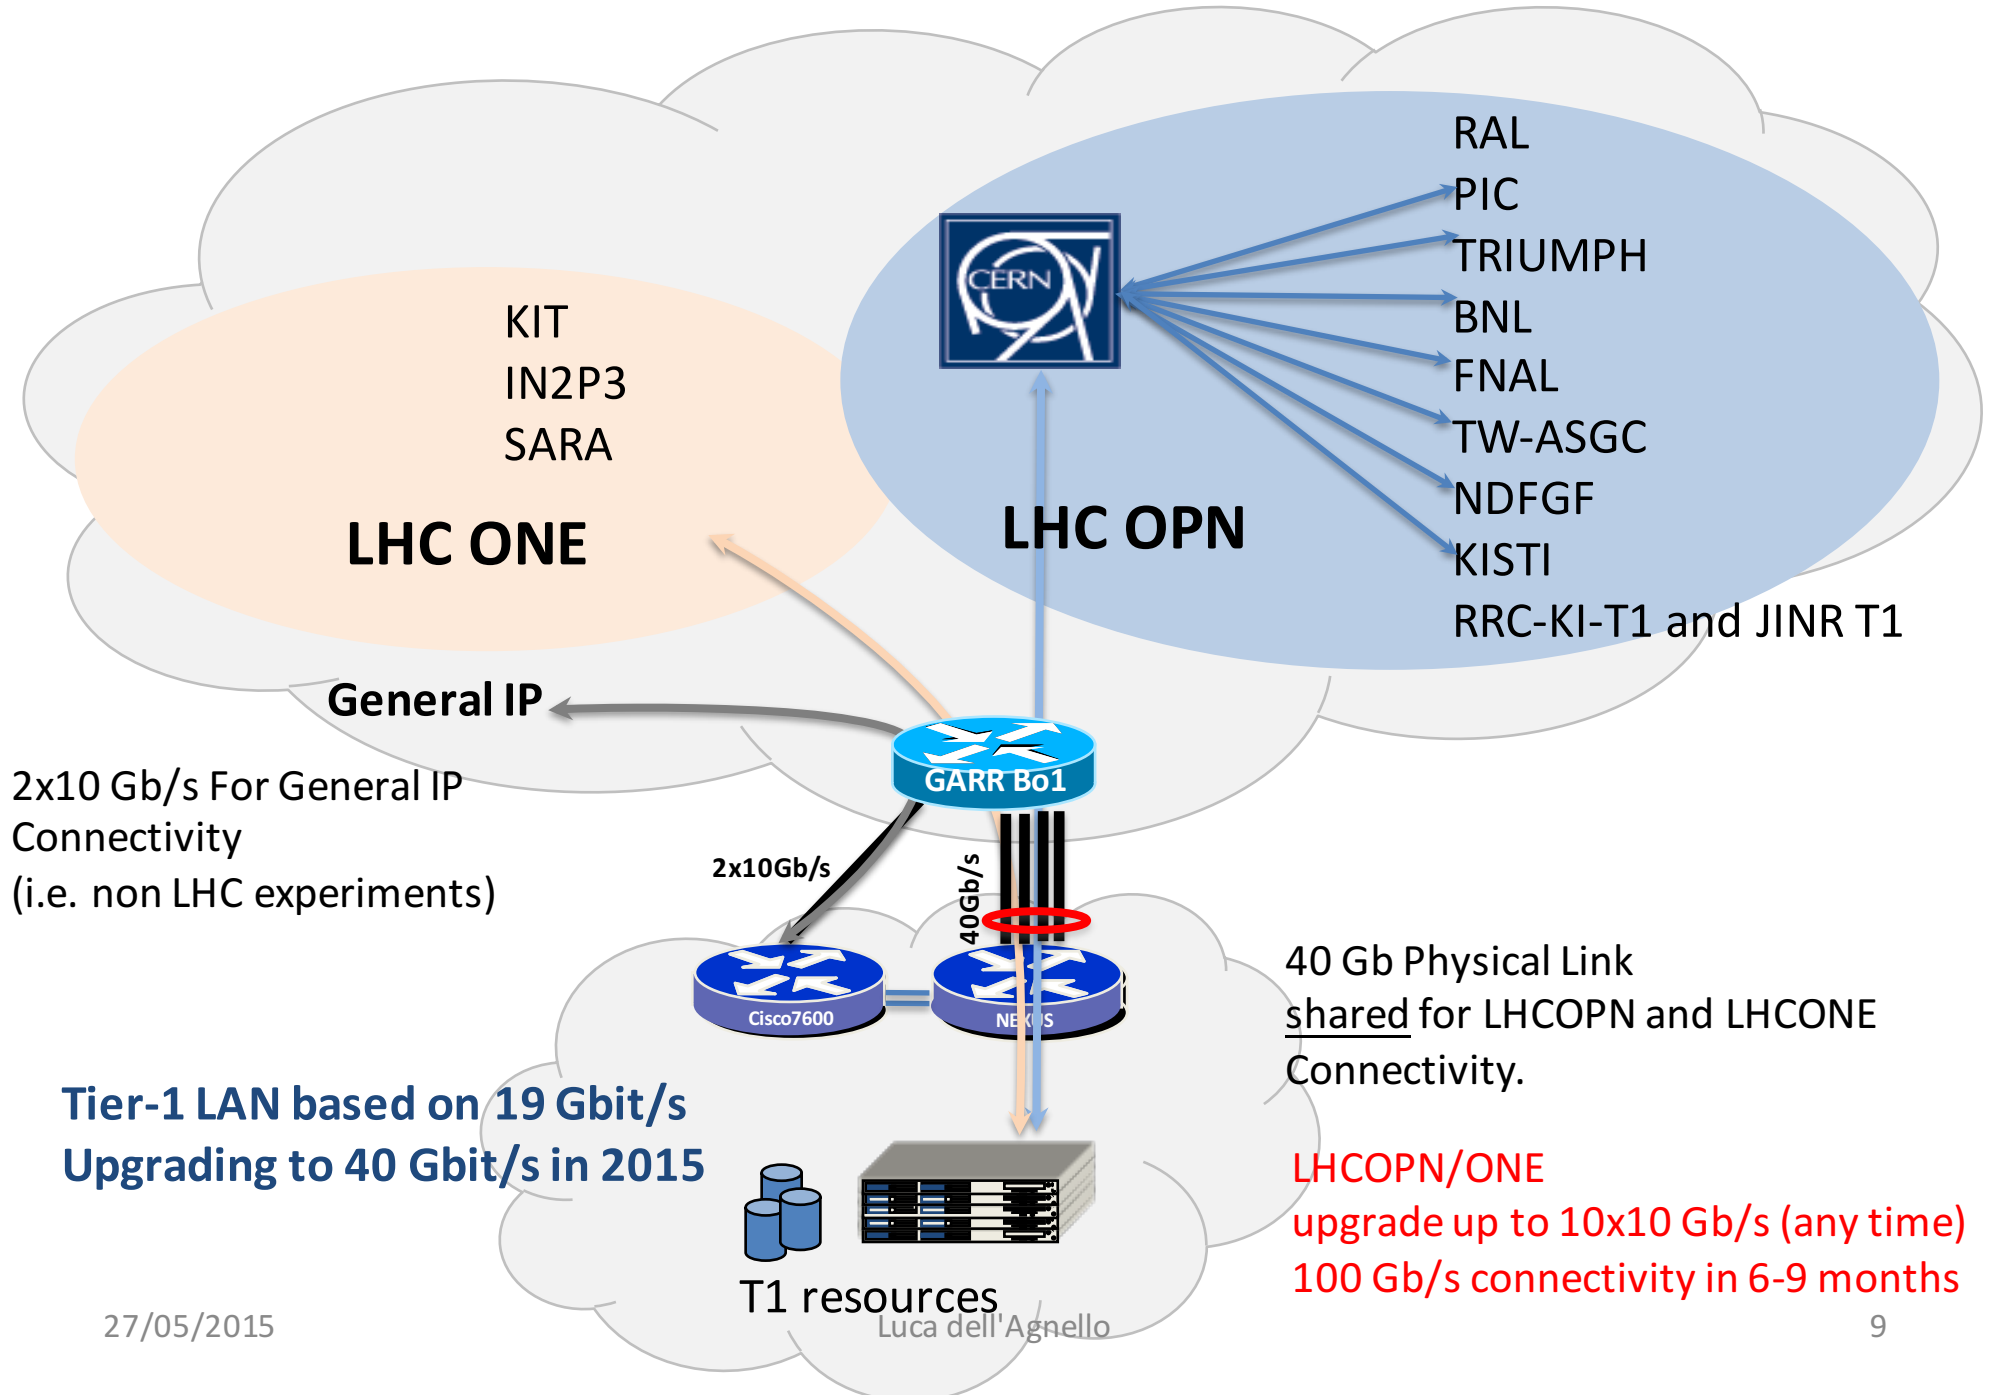 RAL
PIC
TRIUMPH
BNL
FNAL
TW-ASGC
NDFGF
KISTI
RRC-KI-T1 and JINR T1
CERN
KIT
IN2P3
SARA
LHC ONE
LHC OPN
General IP
GARR Bo1
2x10 Gb/s For General IP
Connectivity
(i.e. non LHC experiments)
2x10Gb/s
40Gb/s
Cisco7600
NEXUS
40 Gb Physical Link
shared for LHCOPN and LHCONE
Connectivity.
Tier-1 LAN based on 19 Gbit/s
Upgrading to 40 Gbit/s in 2015
LHCOPN/ONE
upgrade up to 10x10 Gb/s (any time)
100 Gb/s connectivity in 6-9 months
T1 resources
27/05/2015
Luca dell'Agnello
9